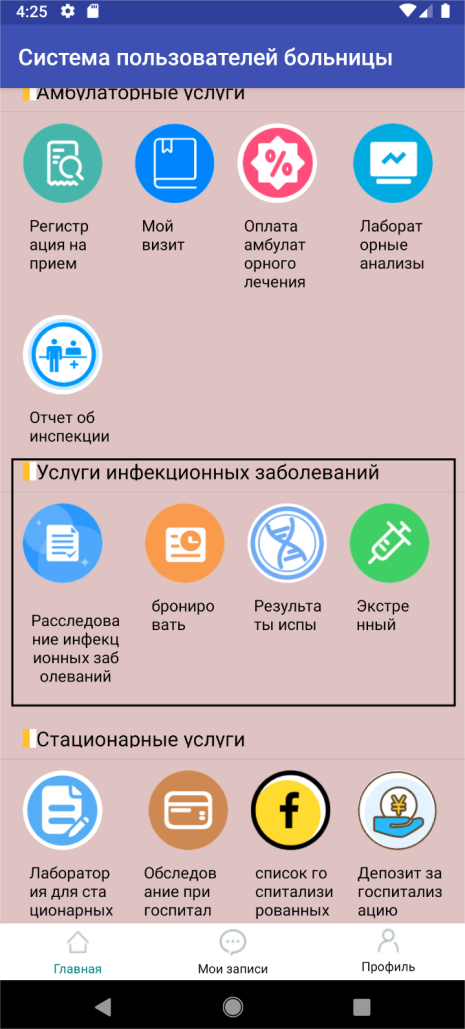 4:25
Система пользователей больницы
Амбулаторные услуги
Регистр
ация на
прием
Мой
визит
Оплата
амбулат
орного
лечения
Лаборат
орные
анализы
Отчет об
инспекции
Услуги инфекционных заболеваний
Расследова
ние инфекц
ионных заб
олеваний
брониро
вать
Результа
ты испы
Экстре
нный
Стационарные услуги
Лаборатор
ия для ста
ционарных
Обследов
ание при
госпитал
список го
спитализи
рованных
Депозит за
госпитализ
ацию
Главная
Мои записи
Профиль